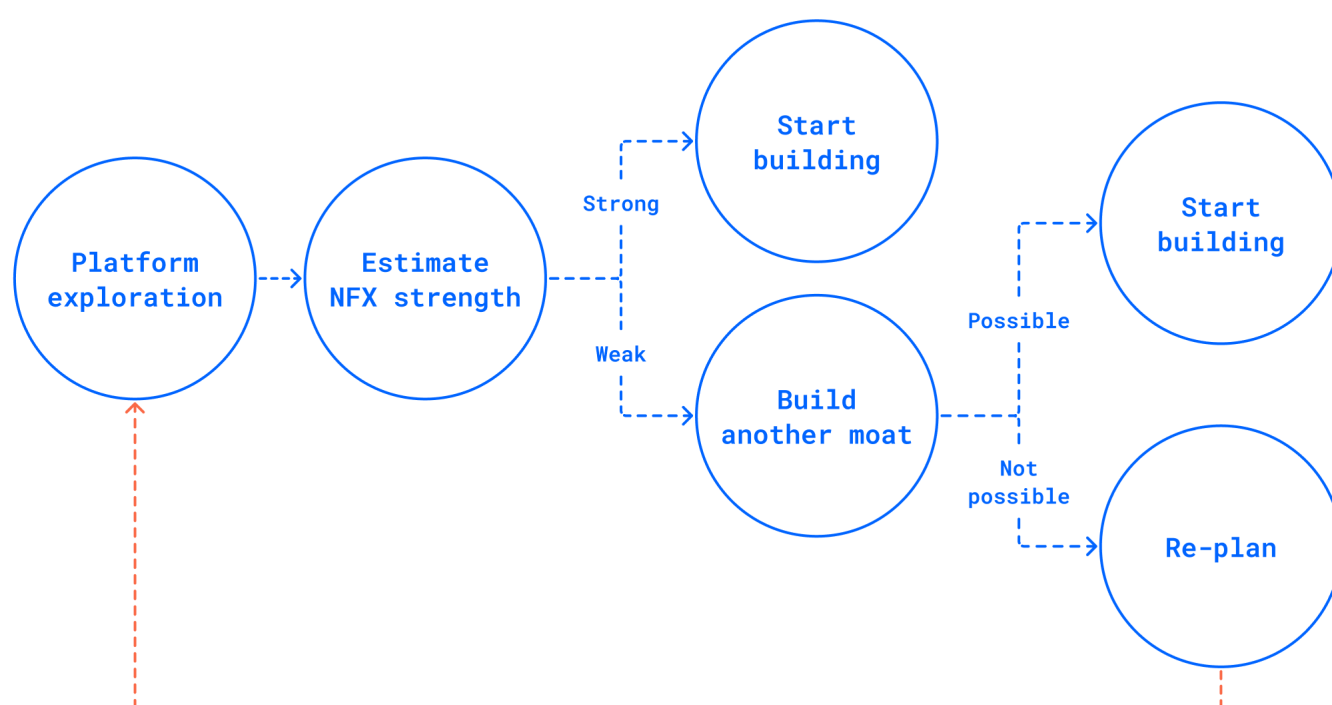 Platform
exploration
Estimate
NFX strength
Strong
Weak
Start
building
Build
another moat
Possible
Not
possible
Start
building
Re-plan